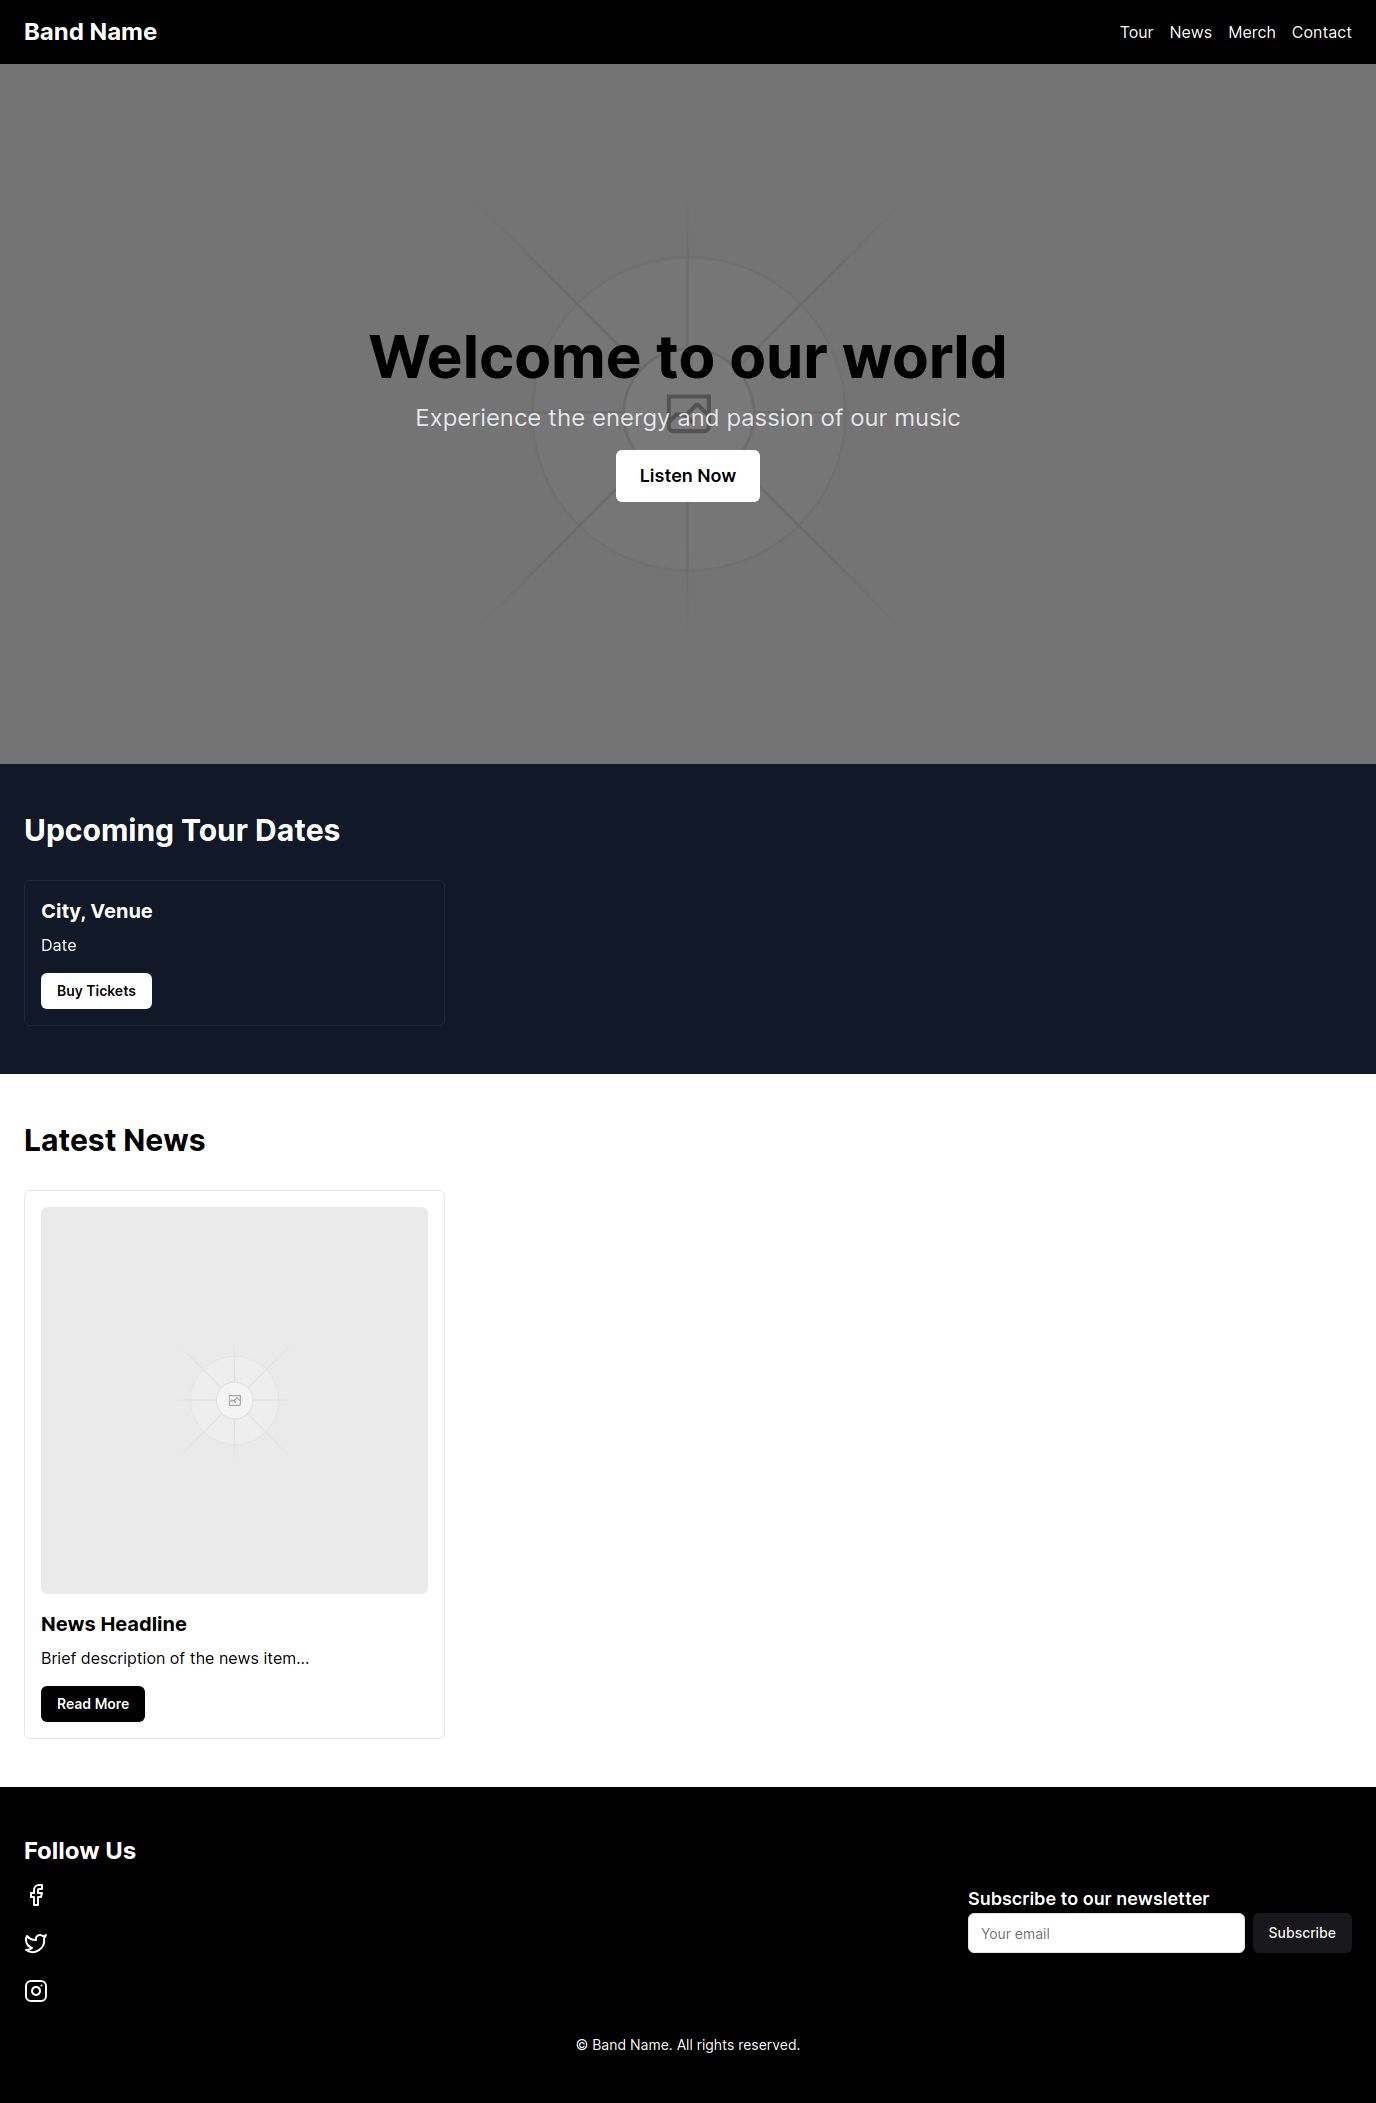 Band Name
Tour News Merch Contact
Welcome to our world
Experience the energy and passion of our music
Listen Now
Upcoming Tour Dates
City, Venue
Date
Buy Tickets
Latest News
News Headline
Brief description of the news item...
Read More
Follow Us
Subscribe to our newsletter
Your email
Subscribe
© Band Name. All rights reserved.